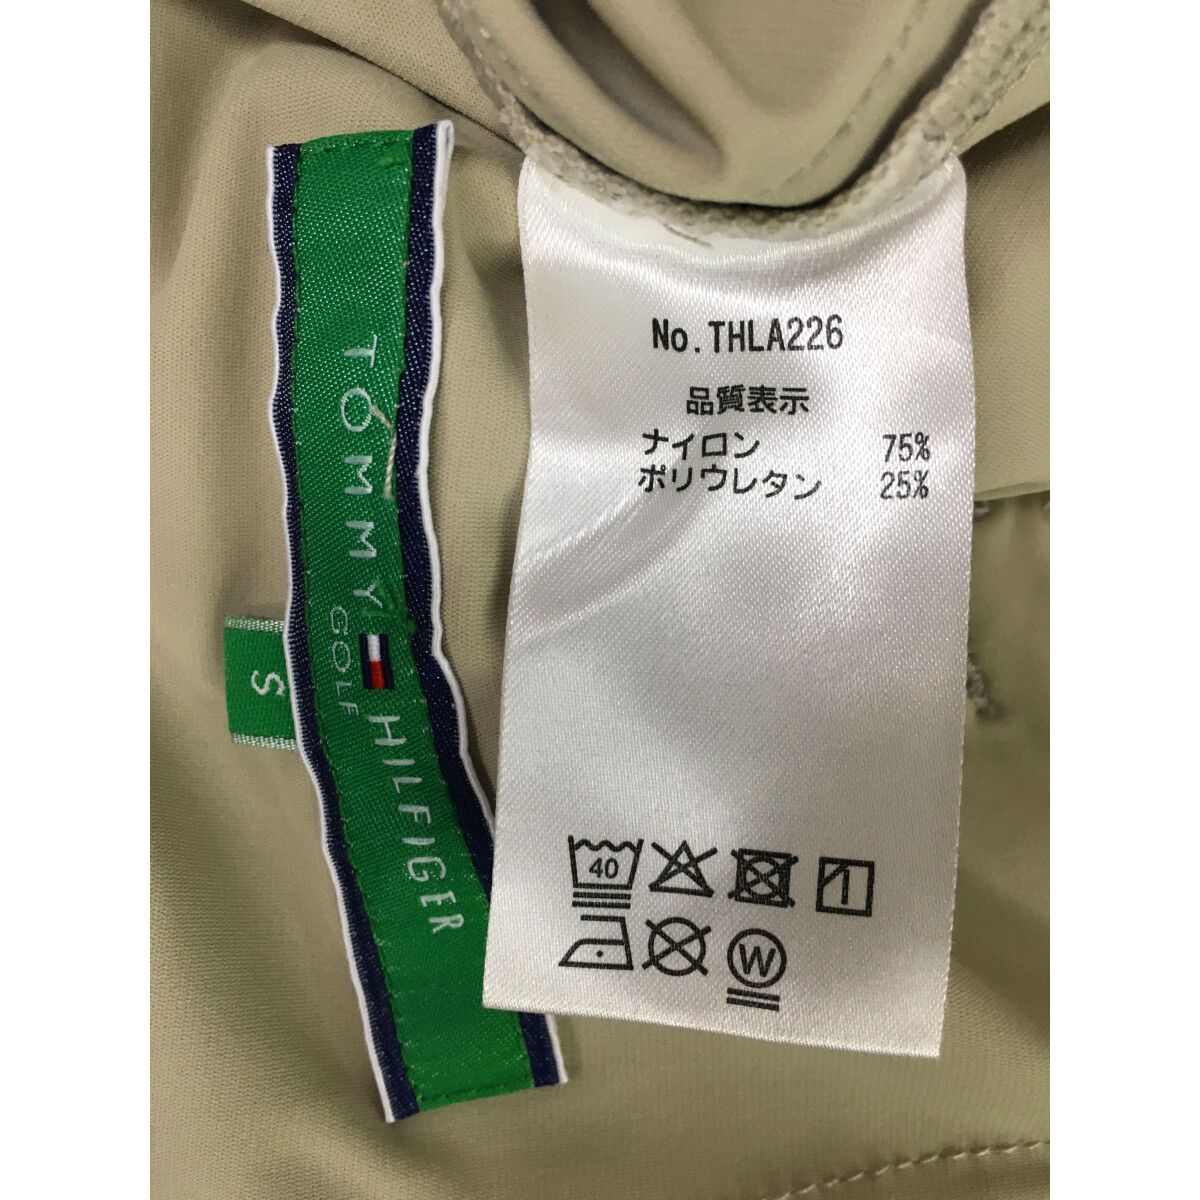 TOMMY HILFIGER
GOLF
S
No.THLA226
品質表示
ナイロン 75%
ポリウレタン 25%
40
1
W